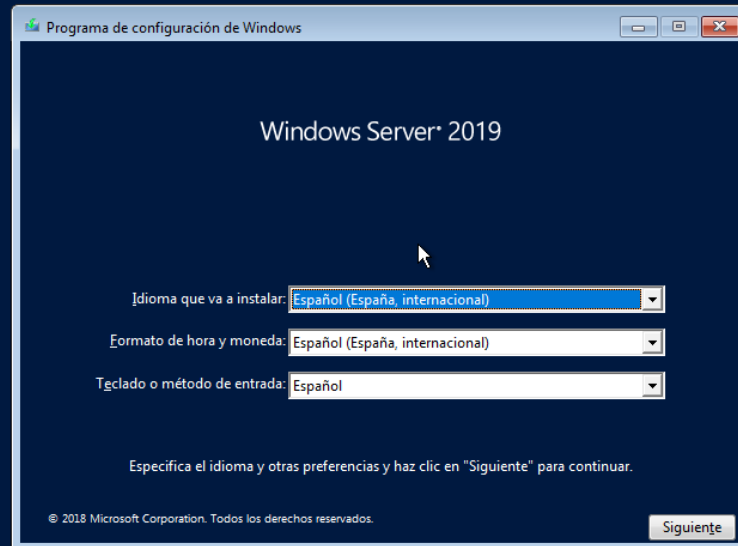 Programa de configuración de Windows
Windows Server® 2019
Idioma que va a instalar: Español (España, internacional)
Formato de hora y moneda: Español (España, internacional)
Teclado o método de entrada: Español
Especifica el idioma y otras preferencias y haz clic en "Siguiente" para continuar.
© 2018 Microsoft Corporation. Todos los derechos reservados.
Siguiente